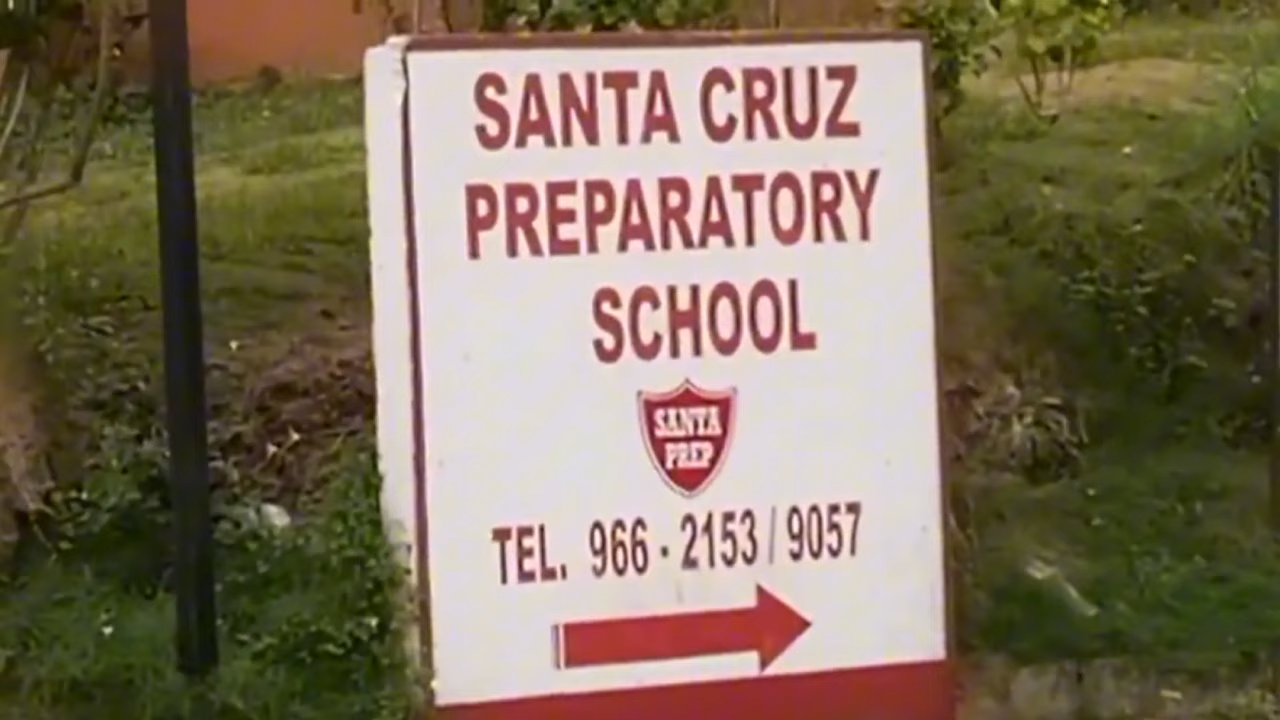 SANTA CRUZ
PREPARATORY
SCHOOL
SANTA
PREP
TEL. 966 - 2153 / 9057